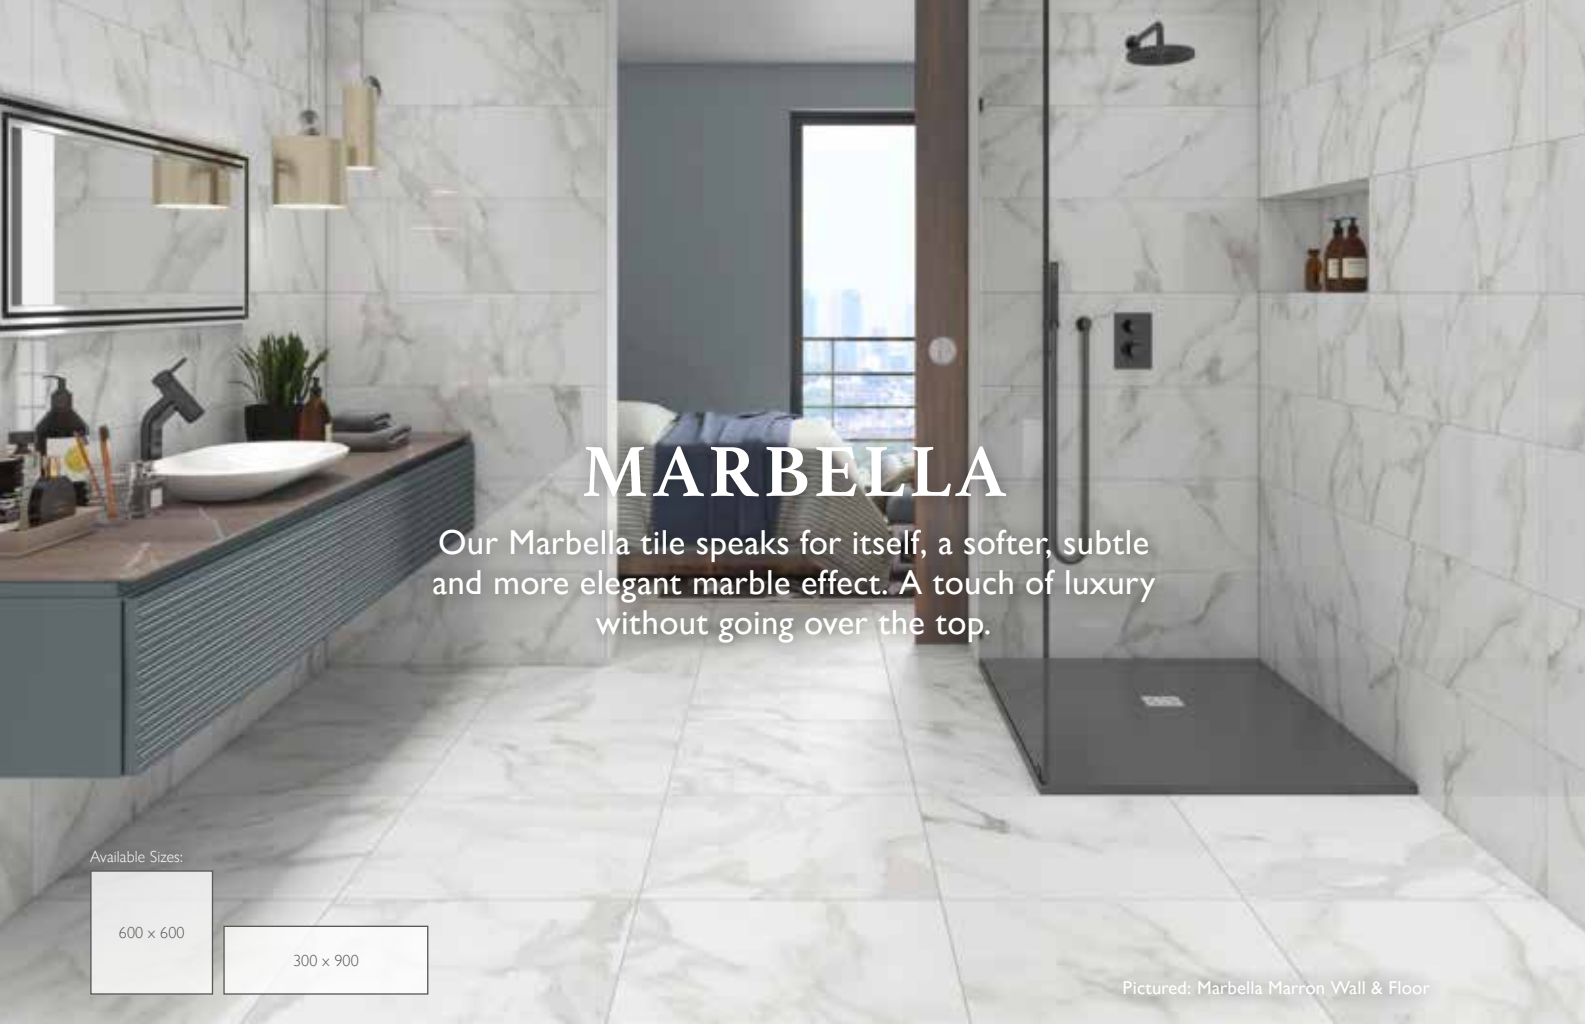 MARBELLA
Our Marbella tile speaks for itself, a softer, subtle
and more elegant marble effect. A touch of luxury
without going over the top.
Available Sizes:
600 x 600
300 x 900
Pictured: Marbella Marron Wall & Floor